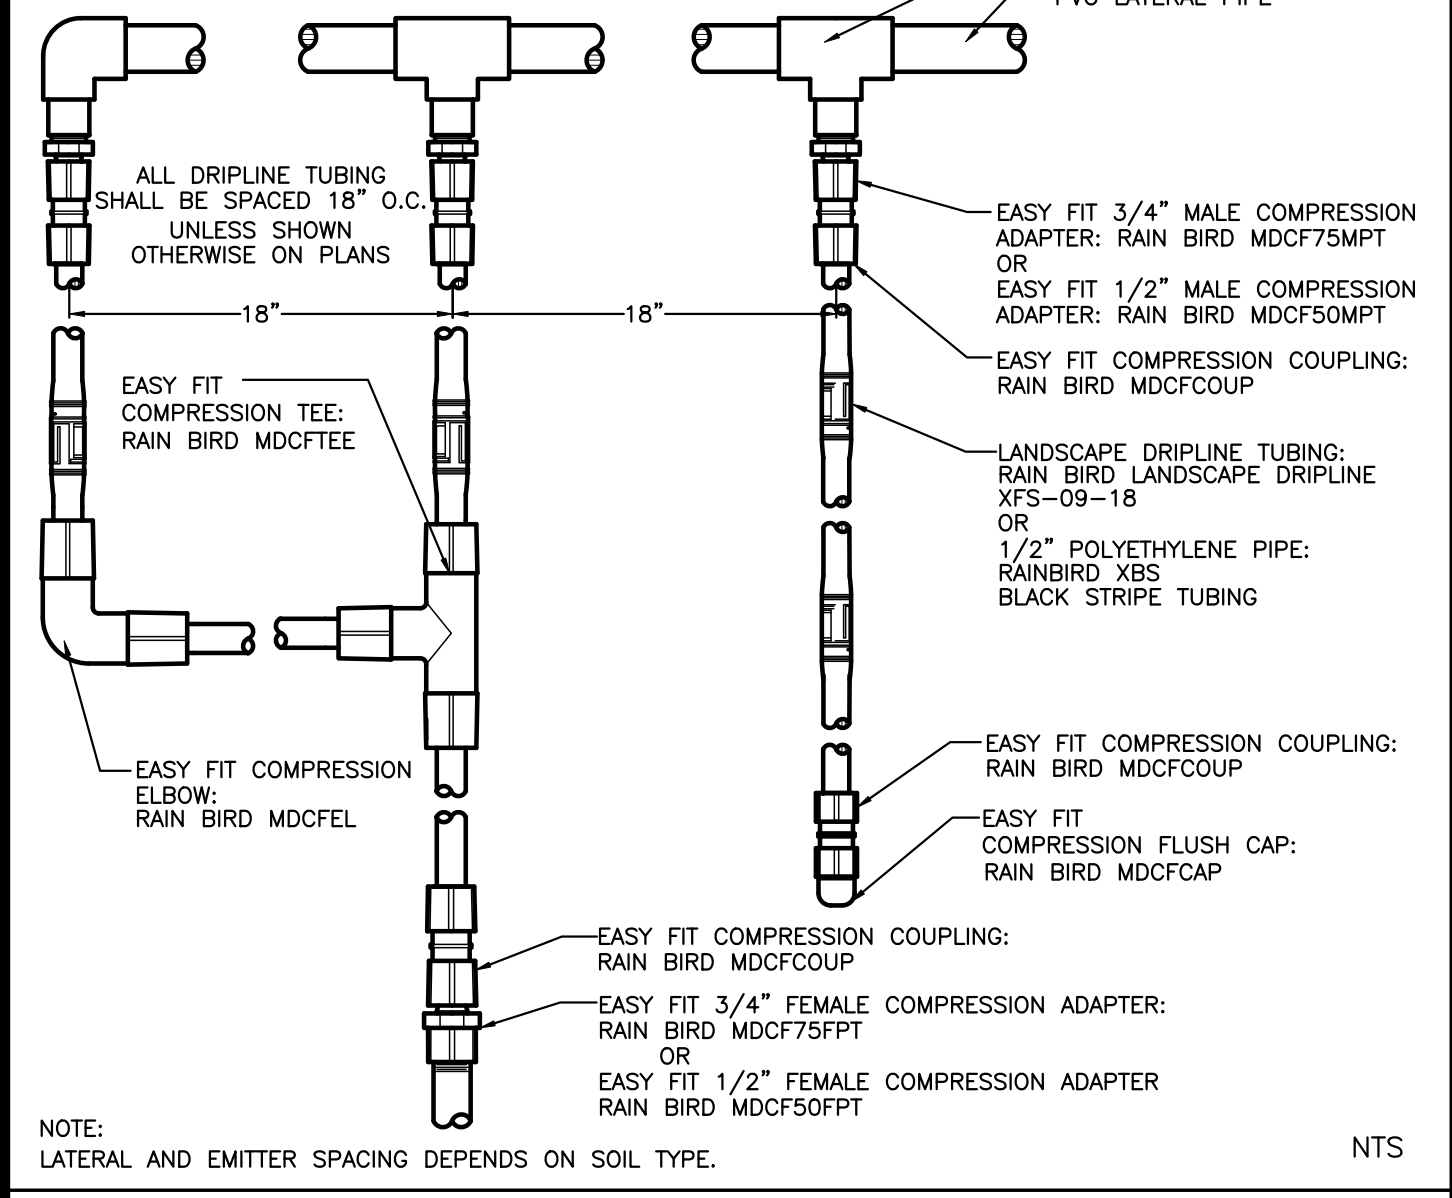 PVC LATERAL PIPE
ALL DRIPLINE TUBING
SHALL BE SPACED 18" O.C.
UNLESS SHOWN
OTHERWISE ON PLANS
EASY FIT 3/4" MALE COMPRESSION
ADAPTER: RAIN BIRD MDCF75MPT
OR
EASY FIT 1/2" MALE COMPRESSION
ADAPTER: RAIN BIRD MDCF50MPT
18"
18"
EASY FIT COMPRESSION COUPLING:
RAIN BIRD MDCFCOUP
EASY FIT
COMPRESSION TEE:
RAIN BIRD MDCFTEE
LANDSCAPE DRIPLINE TUBING:
RAIN BIRD LANDSCAPE DRIPLINE
XFS-09-18
OR
1/2" POLYETHYLENE PIPE:
RAINBIRD XBS
BLACK STRIPE TUBING
EASY FIT COMPRESSION COUPLING:
RAIN BIRD MDCFCOUP
EASY FIT COMPRESSION
ELBOW:
RAIN BIRD MDCFEL
EASY FIT
COMPRESSION FLUSH CAP:
RAIN BIRD MDCFCAP
EASY FIT COMPRESSION COUPLING:
RAIN BIRD MDCFCOUP
EASY FIT 3/4" FEMALE COMPRESSION ADAPTER:
RAIN BIRD MDCF75FPT
OR
EASY FIT 1/2" FEMALE COMPRESSION ADAPTER
RAIN BIRD MDCF50FPT
NOTE:
LATERAL AND EMITTER SPACING DEPENDS ON SOIL TYPE.
NTS